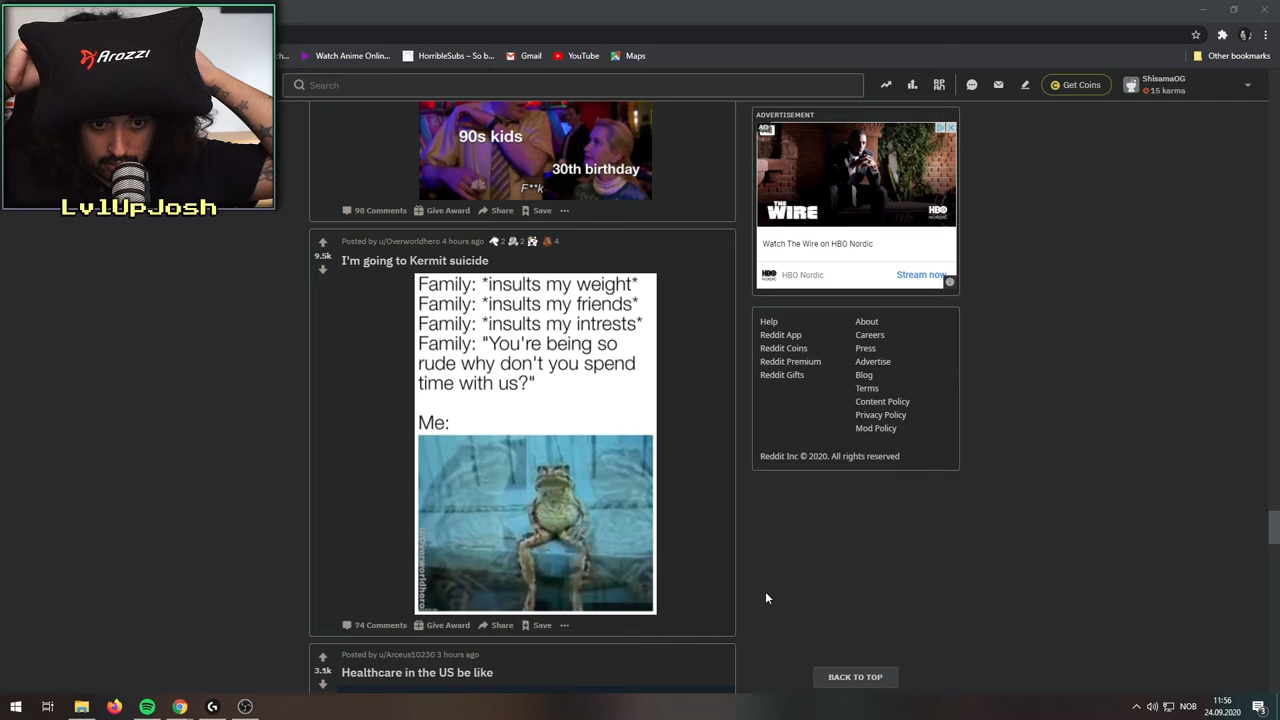 Arozzi
LvlUpJosh
ch...
Watch Anime Onlin...
HorribleSubs – So b...
Gmail
YouTube
Maps
Other bookmarks
Search
Get Coins
ShisamaOG
15 karma
90s kids
30th birthday
F**k
98 Comments
Give Award
Share
Save
9.5k
Posted by u/Overworldhero 4 hours ago
2
2
4
I'm going to Kermit suicide
Family: *insults my weight*
Family: *insults my friends*
Family: *insults my intrests*
Family: "You're being so
rude why don't you spend
time with us?"
Me:
u/overworldhero
74 Comments
Give Award
Share
Save
3.1k
Posted by u/Arceus10230 3 hours ago
Healthcare in the US be like
ADVERTISEMENT
THE
WIRE
HBO
NORDIC
Watch The Wire on HBO Nordic
HBO Nordic
Stream now
Help
About
Reddit App
Careers
Reddit Coins
Press
Reddit Premium
Advertise
Reddit Gifts
Blog
Terms
Content Policy
Privacy Policy
Mod Policy
Reddit Inc © 2020. All rights reserved
BACK TO TOP
NOB
11:56
24.09.2020